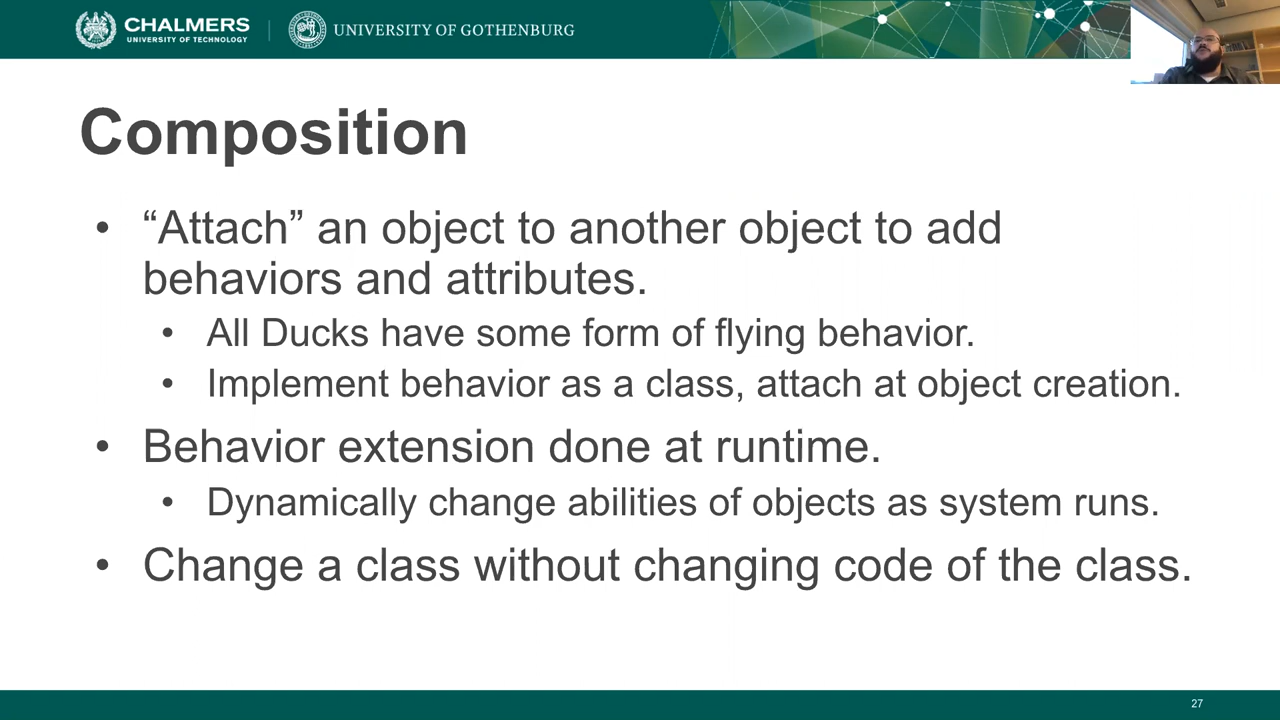 CHALMERS
UNIVERSITY OF TECHNOLOGY
UNIVERSITY OF GOTHENBURG
Composition
• “Attach” an object to another object to add
behaviors and attributes.
• All Ducks have some form of flying behavior.
• Implement behavior as a class, attach at object creation.
• Behavior extension done at runtime.
• Dynamically change abilities of objects as system runs.
• Change a class without changing code of the class.
27